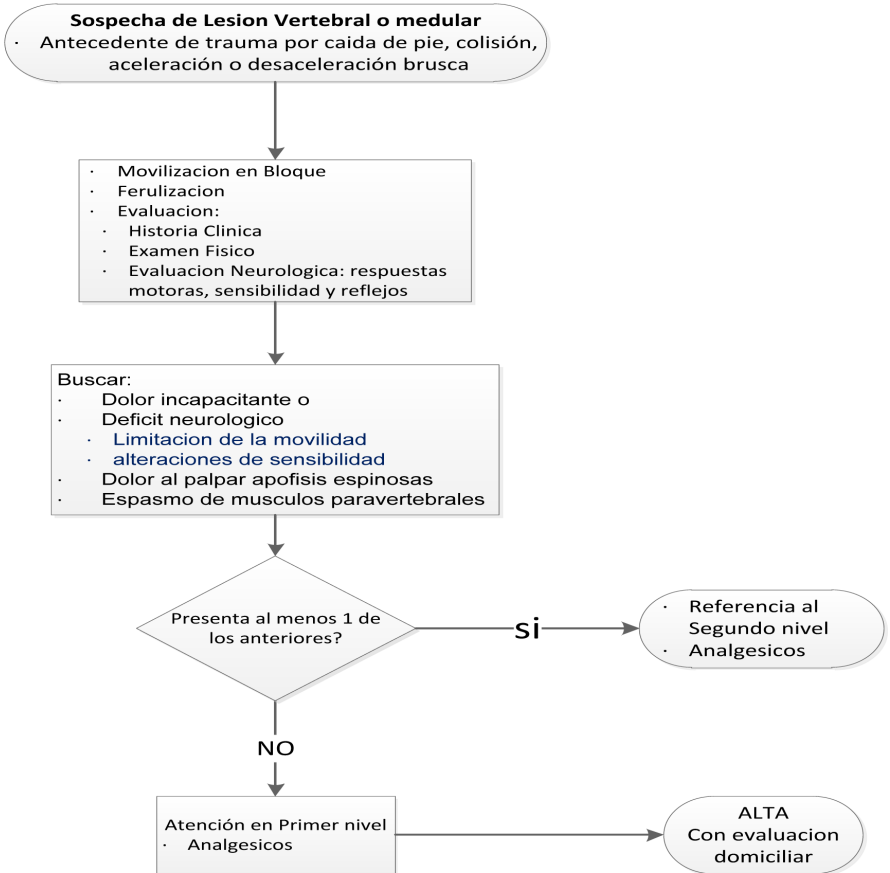 Sospecha de Lesion Vertebral o medular
· Antecedente de trauma por caida de pie, colisión,
aceleración o desaceleración brusca
· Movilizacion en Bloque
· Ferulizacion
· Evaluacion:
· Historia Clinica
· Examen Fisico
· Evaluacion Neurologica: respuestas
motoras, sensibilidad y reflejos
Buscar:
· Dolor incapacitante o
· Deficit neurologico
· Limitacion de la movilidad
· alteraciones de sensibilidad
· Dolor al palpar apofisis espinosas
· Espasmo de musculos paravertebrales
Presenta al menos 1 de
los anteriores?
si
· Referencia al
Segundo nivel
· Analgesicos
NO
Atención en Primer nivel
· Analgesicos
ALTA
Con evaluacion
domiciliar